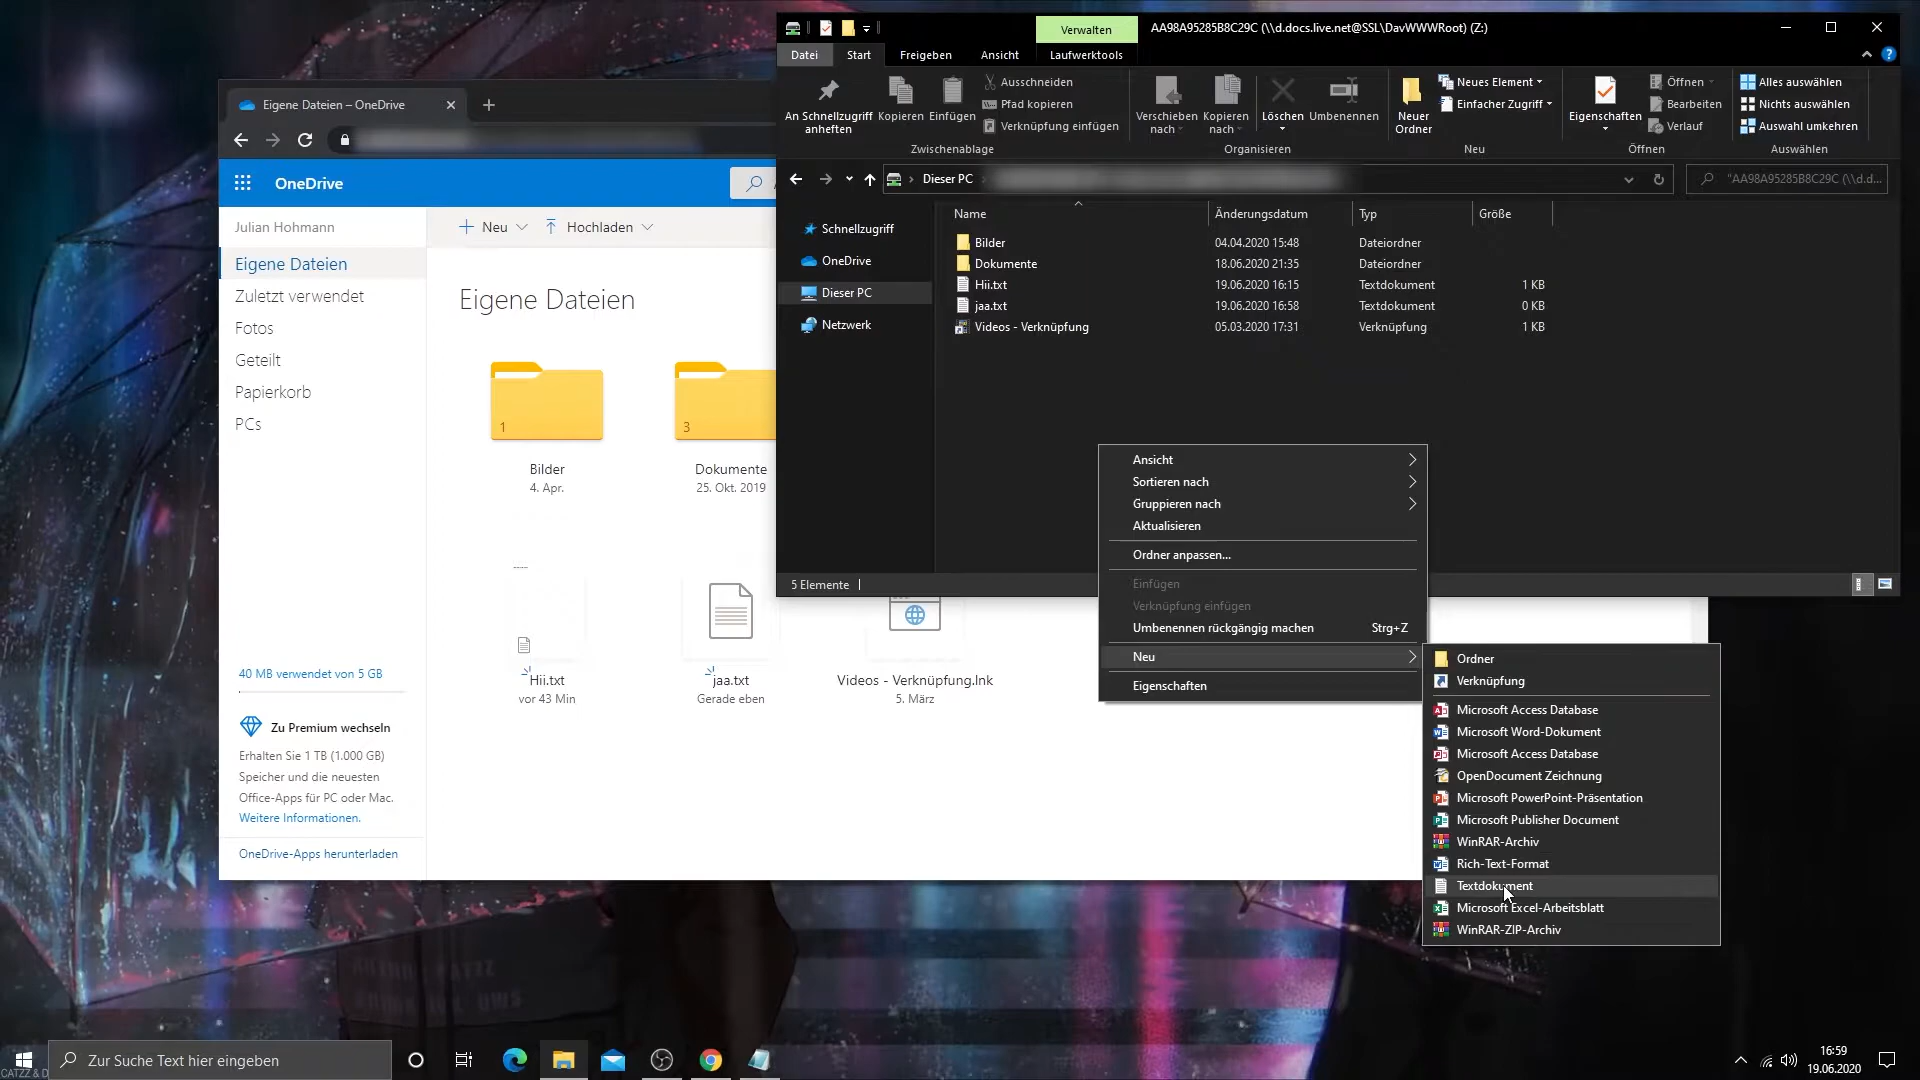 Eigene Dateien – OneDrive
OneDrive
Julian Hohmann
Eigene Dateien
Zuletzt verwendet
Fotos
Geteilt
Papierkorb
PCs
40 MB verwendet von 5 GB
Zu Premium wechseln
Erhalten Sie 1 TB (1.000 GB)
Speicher und die neuesten
Office-Apps für PC oder Mac.
Weitere Informationen.
OneDrive-Apps herunterladen
Neu
Hochladen
Eigene Dateien
1
Bilder
4. Apr.
3
Dokumente
25. Okt. 2019
Hii.txt
vor 43 Min
jaa.txt
Gerade eben
Videos - Verknüpfung.lnk
5. März
Verwalten
AA98A95285B8C29C (\\d.docs.live.net@SSL\DavWWWRoot) (Z:)
Datei
Start
Freigeben
Ansicht
Laufwerktools
An Schnellzugriff
anheften
Kopieren
Einfügen
Ausschneiden
Pfad kopieren
Verknüpfung einfügen
Zwischenablage
Verschieben
nach
Kopieren
nach
Löschen
Umbenennen
Organisieren
Neuer
Ordner
Neues Element
Einfacher Zugriff
Neu
Eigenschaften
Öffnen
Bearbeiten
Verlauf
Öffnen
Alles auswählen
Nichts auswählen
Auswahl umkehren
Auswählen
Dieser PC
"AA98A95285B8C29C (\\d.d...
Schnellzugriff
OneDrive
Dieser PC
Netzwerk
Name Änderungsdatum Typ Größe
Bilder 04.04.2020 15:48 Dateiordner
Dokumente 18.06.2020 21:35 Dateiordner
Hii.txt 19.06.2020 16:15 Textdokument 1 KB
jaa.txt 19.06.2020 16:58 Textdokument 0 KB
Videos - Verknüpfung 05.03.2020 17:31 Verknüpfung 1 KB
5 Elemente
Ansicht
Sortieren nach
Gruppieren nach
Aktualisieren
Ordner anpassen...
Einfügen
Verknüpfung einfügen
Umbenennen rückgängig machen Strg+Z
Neu
Eigenschaften
Ordner
Verknüpfung
Microsoft Access Database
Microsoft Word-Dokument
Microsoft Access Database
OpenDocument Zeichnung
Microsoft PowerPoint-Präsentation
Microsoft Publisher Document
WinRAR-Archiv
Rich-Text-Format
Textdokument
Microsoft Excel-Arbeitsblatt
WinRAR-ZIP-Archiv
Zur Suche Text hier eingeben
16:59
19.06.2020